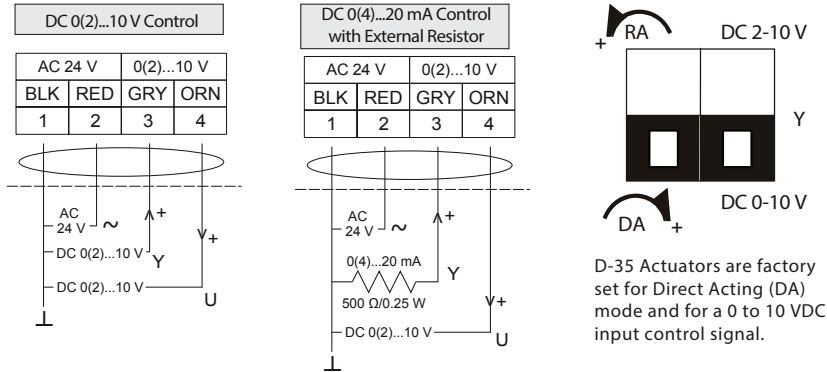 DC 0(2)...10 V Control
AC 24 V 0(2)...10 V
BLK RED GRY ORN
1 2 3 4
AC
24 V ~
+
+
DC 0(2)...10 V
Y
DC 0(2)...10 V
U
DC 0(4)...20 mA Control
with External Resistor
AC 24 V 0(2)...10 V
BLK RED GRY ORN
1 2 3 4
AC
24 V ~
+
0(4)...20 mA
Y
500 Ω/0.25 W
+
DC 0(2)...10 V
U
RA
+
DC 2-10 V
Y
DC 0-10 V
DA +
D-35 Actuators are factory
set for Direct Acting (DA)
mode and for a 0 to 10 VDC
input control signal.